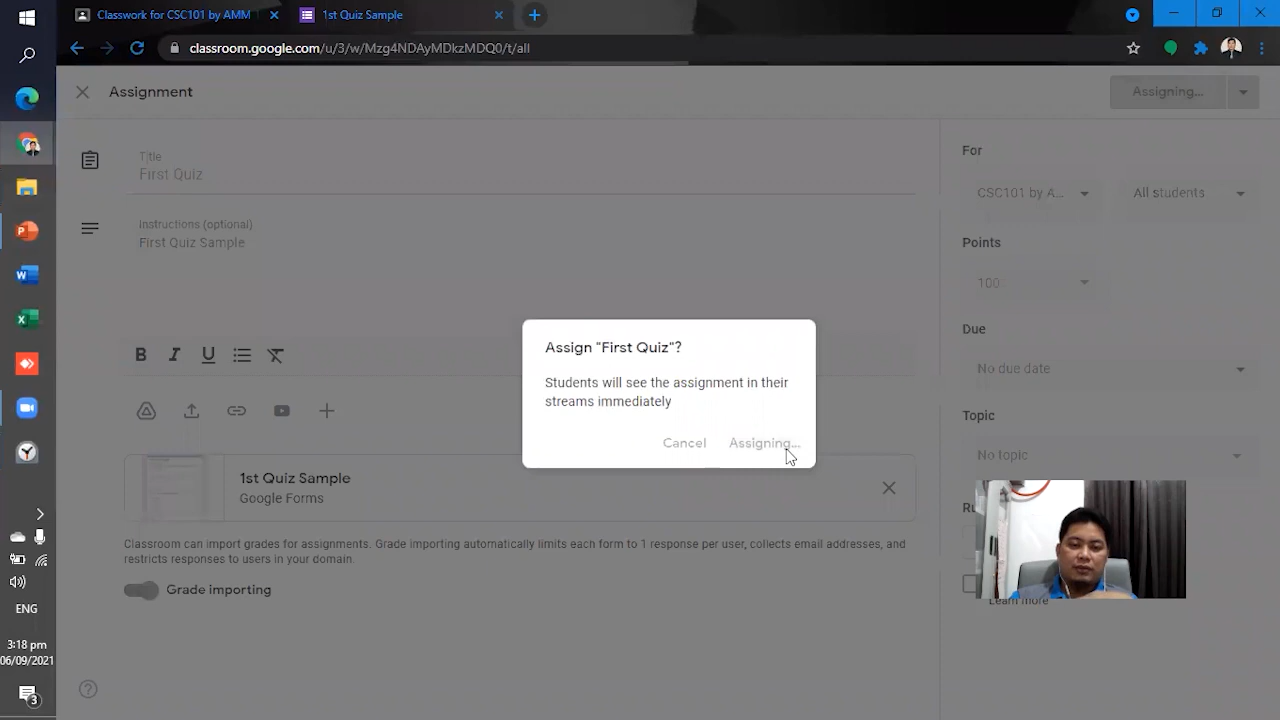 Classwork for CSC101 by AMM
1st Quiz Sample
classroom.google.com/u/3/w/Mzg4NDAyMDkzMDQ0/t/all
Assignment
Assigning...
Title
First Quiz
Instructions (optional)
First Quiz Sample
For
CSC101 by A...
All students
Points
100
Due
No due date
Topic
No topic
Assign "First Quiz"?
Students will see the assignment in their
streams immediately
Cancel
Assigning...
1st Quiz Sample
Google Forms
Classroom can import grades for assignments. Grade importing automatically limits each form to 1 response per user, collects email addresses, and
restricts responses to users in your domain.
Grade importing
Learn more
ENG
3:18 pm
06/09/2021
3